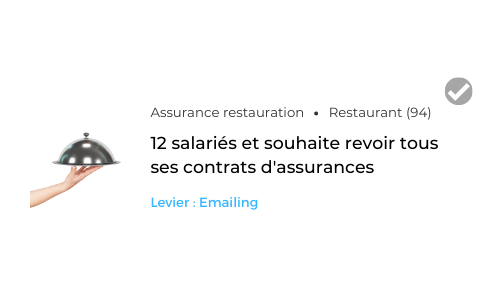 Assurance restauration • Restaurant (94)
12 salariés et souhaite revoir tous
ses contrats d'assurances
Levier : Emailing